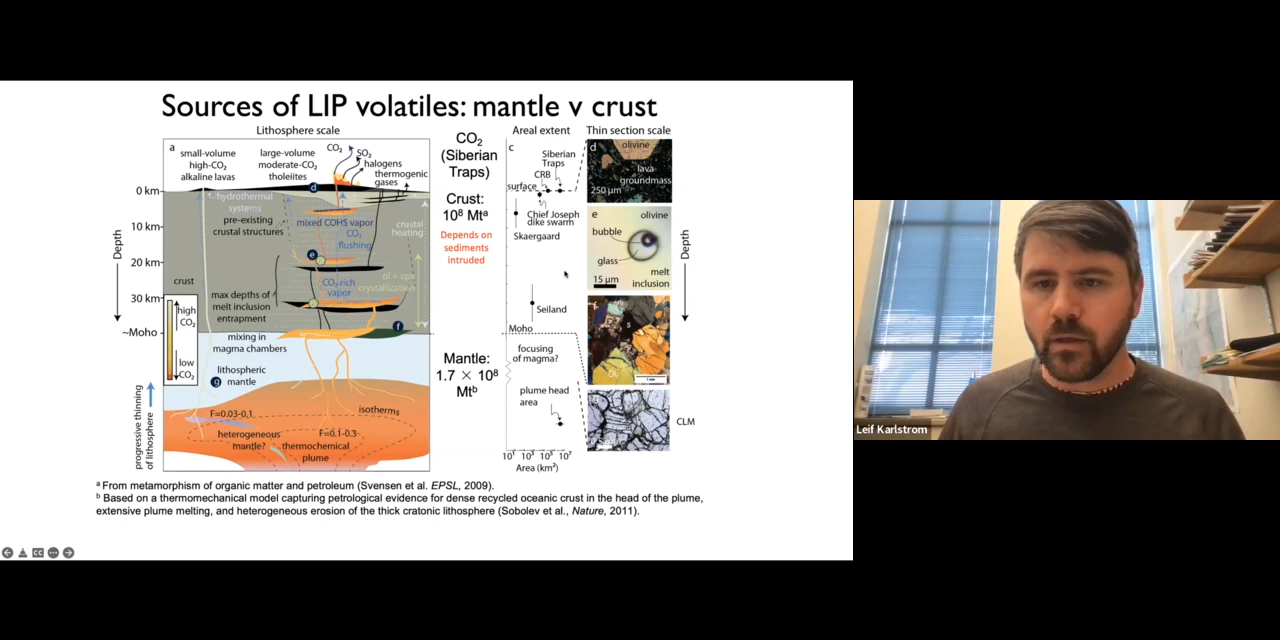 Sources of LIP volatiles: mantle v crust
Lithosphere scale
a
small-volume
high-CO₂
alkaline lavas
large-volume
moderate-CO₂
tholeiites
CO₂
SO₂
halogens
thermogenic
gases
d
0 km
10 km
20 km
30 km
~Moho
Depth
hydrothermal
systems
pre-existing
crustal structures
mixed COHS vapor
CO₂
flushing
crustal
heating
e
crust
CO₂-rich
vapor
ol + cpx
crystallization
max depths of
melt inclusion
entrapment
high
CO₂
low
CO₂
f
mixing in
magma chambers
g
lithospheric
mantle
progressive thinning
of lithosphere
F=0.03-0.1
isotherms
heterogeneous
mantle?
F=0.1-0.3
thermochemical
plume
CO₂
(Siberian
Traps)
Crust:
10⁸ Mtᵃ
Depends on
sediments
intruded
Mantle:
1.7 × 10⁸
Mtᵇ
Areal extent
c
Siberian
Traps
CRB
surface
Chief Joseph
dike swarm
Skaergaard
Seiland
Moho
focusing
of magma?
plume head
area
Area (km²)
Thin section scale
d
olivine
lava
groundmass
250 μm
e
olivine
bubble
glass
15 μm
melt
inclusion
Depth
CLM
ᵃ From metamorphism of organic matter and petroleum (Svensen et al. EPSL, 2009).
ᵇ Based on a thermomechanical model capturing petrological evidence for dense recycled oceanic crust in the head of the plume,
extensive plume melting, and heterogeneous erosion of the thick cratonic lithosphere (Sobolev et al., Nature, 2011).
CC
Leif Karlstrom